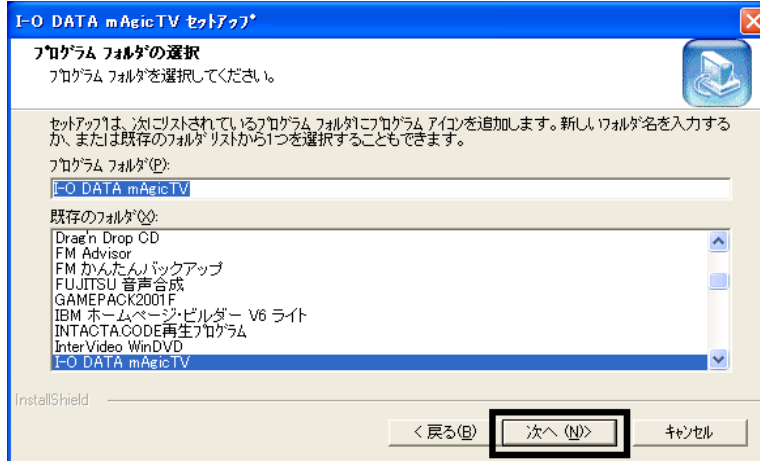 I-O DATA mAgicTV ｾｯﾄｱｯﾌﾟ
ﾌﾟﾛｸﾞﾗﾑ ﾌｫﾙﾀﾞの選択
ﾌﾟﾛｸﾞﾗﾑ ﾌｫﾙﾀﾞを選択してください。
ｾｯﾄｱｯﾌﾟは、次にﾘｽﾄされているﾌﾟﾛｸﾞﾗﾑ ﾌｫﾙﾀﾞにﾌﾟﾛｸﾞﾗﾑ ｱｲｺﾝを追加します。新しいﾌｫﾙﾀﾞ名を入力する
か、または既存のﾌｫﾙﾀﾞ ﾘｽﾄから1つを選択することもできます。
ﾌﾟﾛｸﾞﾗﾑ ﾌｫﾙﾀﾞ(P):
I-O DATA mAgicTV
既存のﾌｫﾙﾀﾞ(X):
Drag'n Drop CD
FM Advisor
FM かんたんバックアップ
FUJITSU 音声合成
GAMEPACK2001F
IBM ホームページ・ビルダー V6 ライト
INTACTA.CODE再生ﾌﾟﾛｸﾞﾗﾑ
InterVideo WinDVD
I-O DATA mAgicTV
InstallShield
< 戻る(B)
次へ (N)>
ｷｬﾝｾﾙ